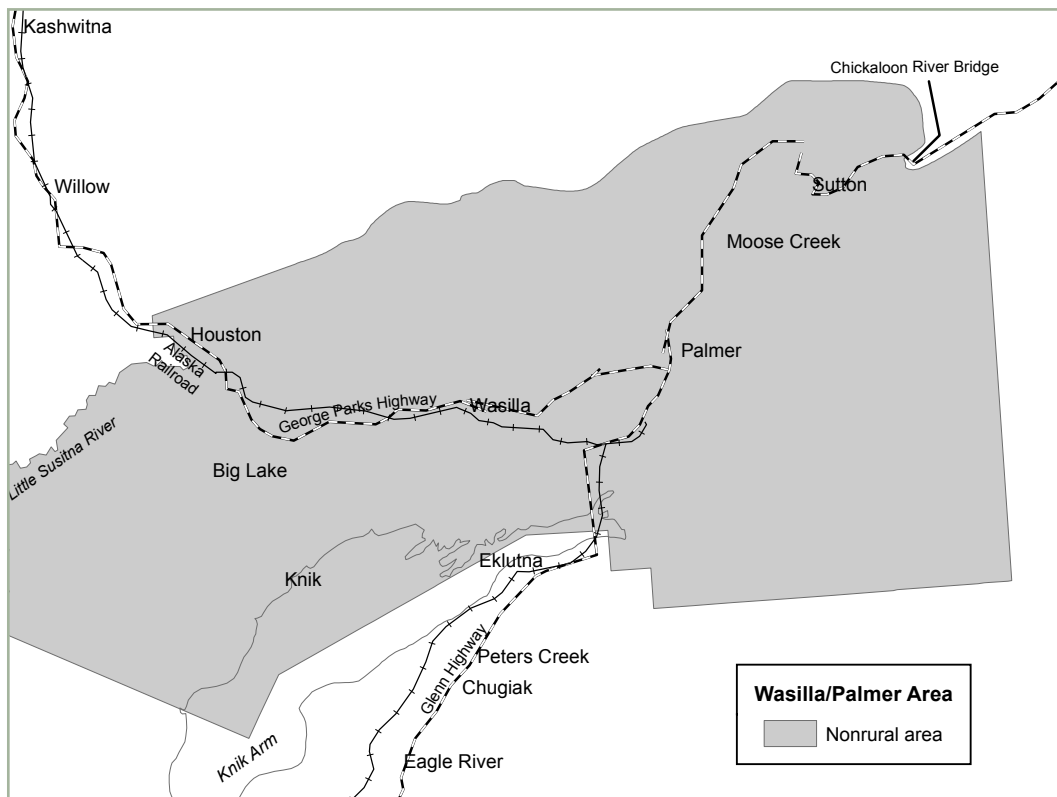 Kashwitna
Chickaloon River Bridge
Willow
Sutton
Moose Creek
Houston
Alaska
Railroad
Palmer
George Parks Highway
Wasilla
Little Susitna River
Big Lake
Eklutna
Knik
Glenn Highway
Peters Creek
Chugiak
Knik Arm
Eagle River
Wasilla/Palmer Area
Nonrural area